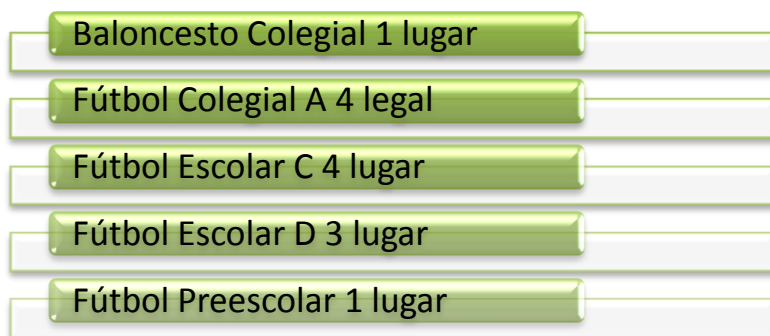 Baloncesto Colegial 1 lugar
Fútbol Colegial A 4 legal
Fútbol Escolar C 4 lugar
Fútbol Escolar D 3 lugar
Fútbol Preescolar 1 lugar